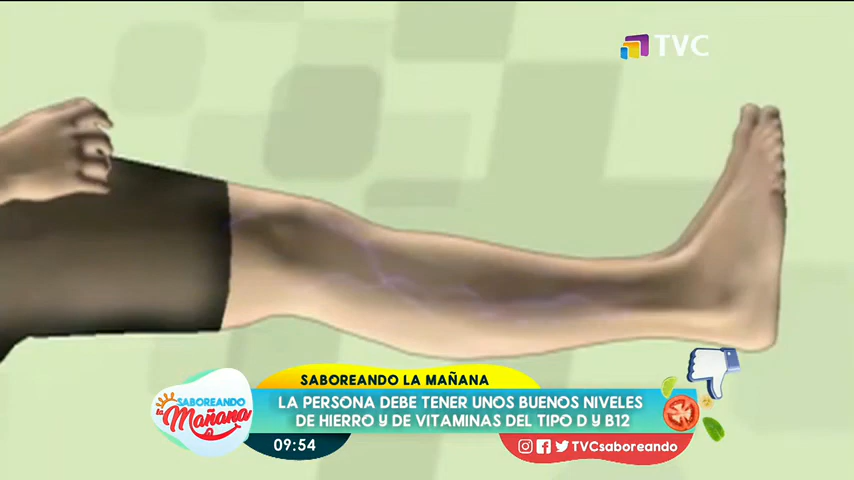 TVC
SABOREANDO LA MAÑANA
SABOREANDO
LA Mañana
LA PERSONA DEBE TENER UNOS BUENOS NIVELES
DE HIERRO Y DE VITAMINAS DEL TIPO D Y B12
09:54
TVCsaboreando